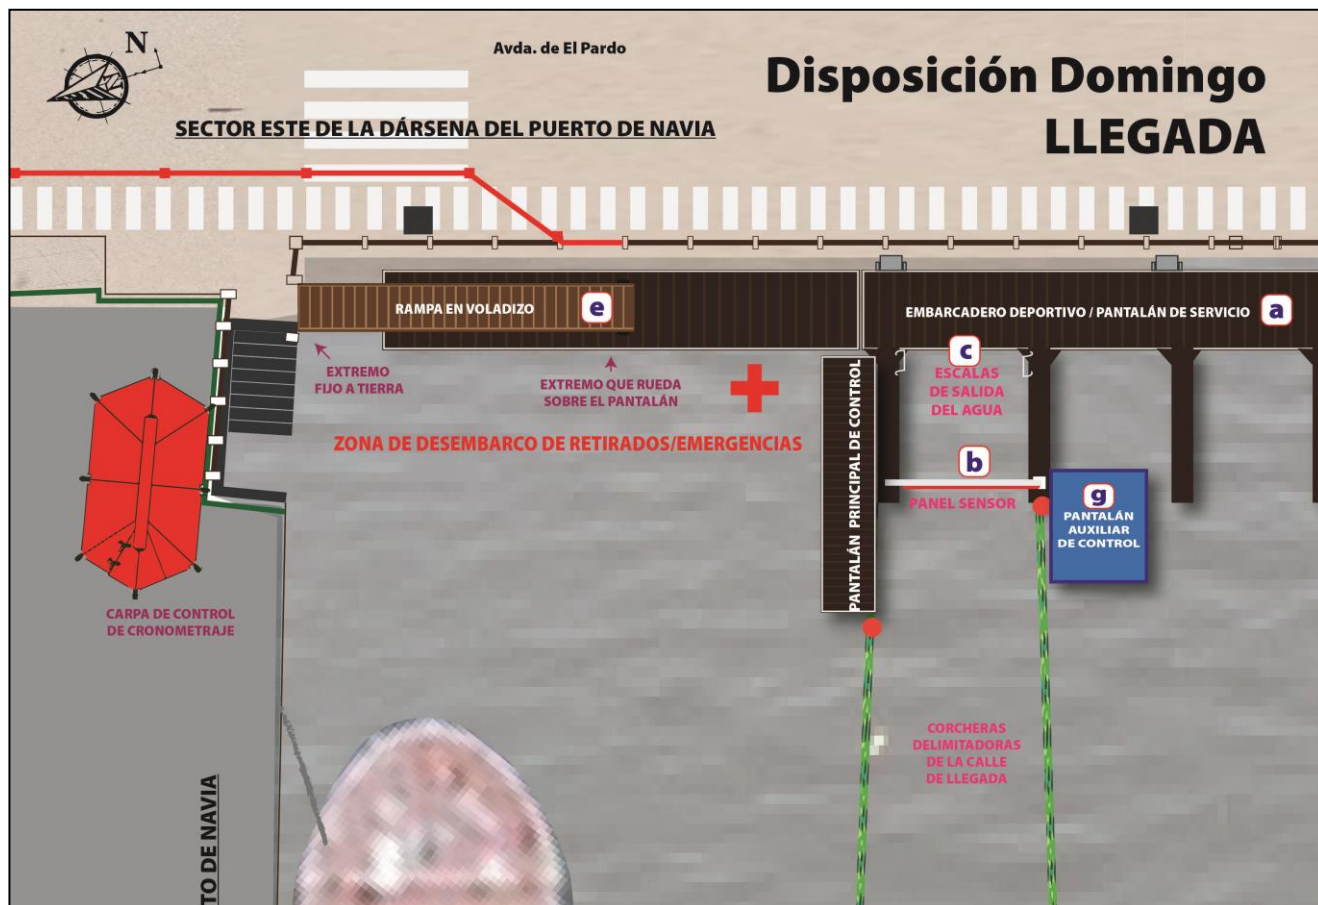 N
Avda. de El Pardo
Disposición Domingo
LLEGADA
SECTOR ESTE DE LA DÁRSENA DEL PUERTO DE NAVIA
RAMPA EN VOLADIZO
e
EMBARCADERO DEPORTIVO / PANTALÁN DE SERVICIO
a
EXTREMO
FIJO A TIERRA
EXTREMO QUE RUEDA
SOBRE EL PANTALÁN
c
ESCALAS
DE SALIDA
DEL AGUA
ZONA DE DESEMBARCO DE RETIRADOS/EMERGENCIAS
PANTALÁN PRINCIPAL DE CONTROL
b
PANEL SENSOR
g
PANTALÁN
AUXILIAR
DE CONTROL
CARPA DE CONTROL
DE CRONOMETRAJE
CORCHERAS
DELIMITADORAS
DE LA CALLE
DE LLEGADA
TO DE NAVIA